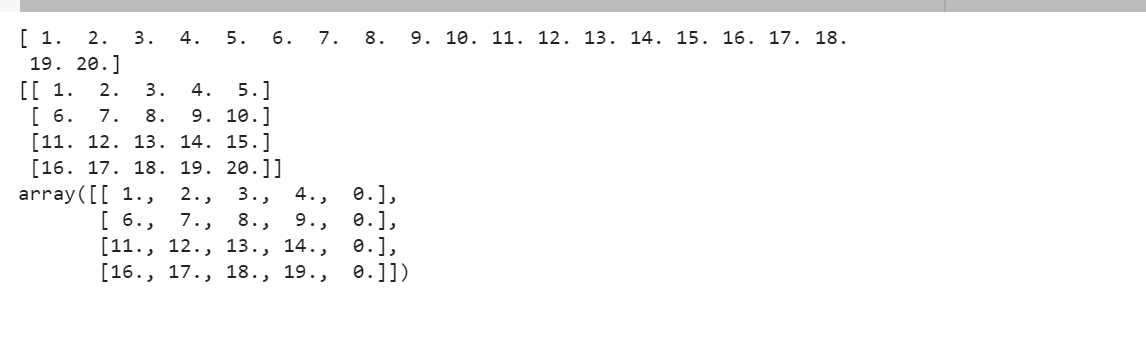 [ 1.  2.  3.  4.  5.  6.  7.  8.  9. 10. 11. 12. 13. 14. 15. 16. 17. 18.
 19. 20.]
[[ 1.  2.  3.  4.  5.]
 [ 6.  7.  8.  9. 10.]
 [11. 12. 13. 14. 15.]
 [16. 17. 18. 19. 20.]]
array([[ 1.,  2.,  3.,  4.,  0.],
       [ 6.,  7.,  8.,  9.,  0.],
       [11., 12., 13., 14.,  0.],
       [16., 17., 18., 19.,  0.]])